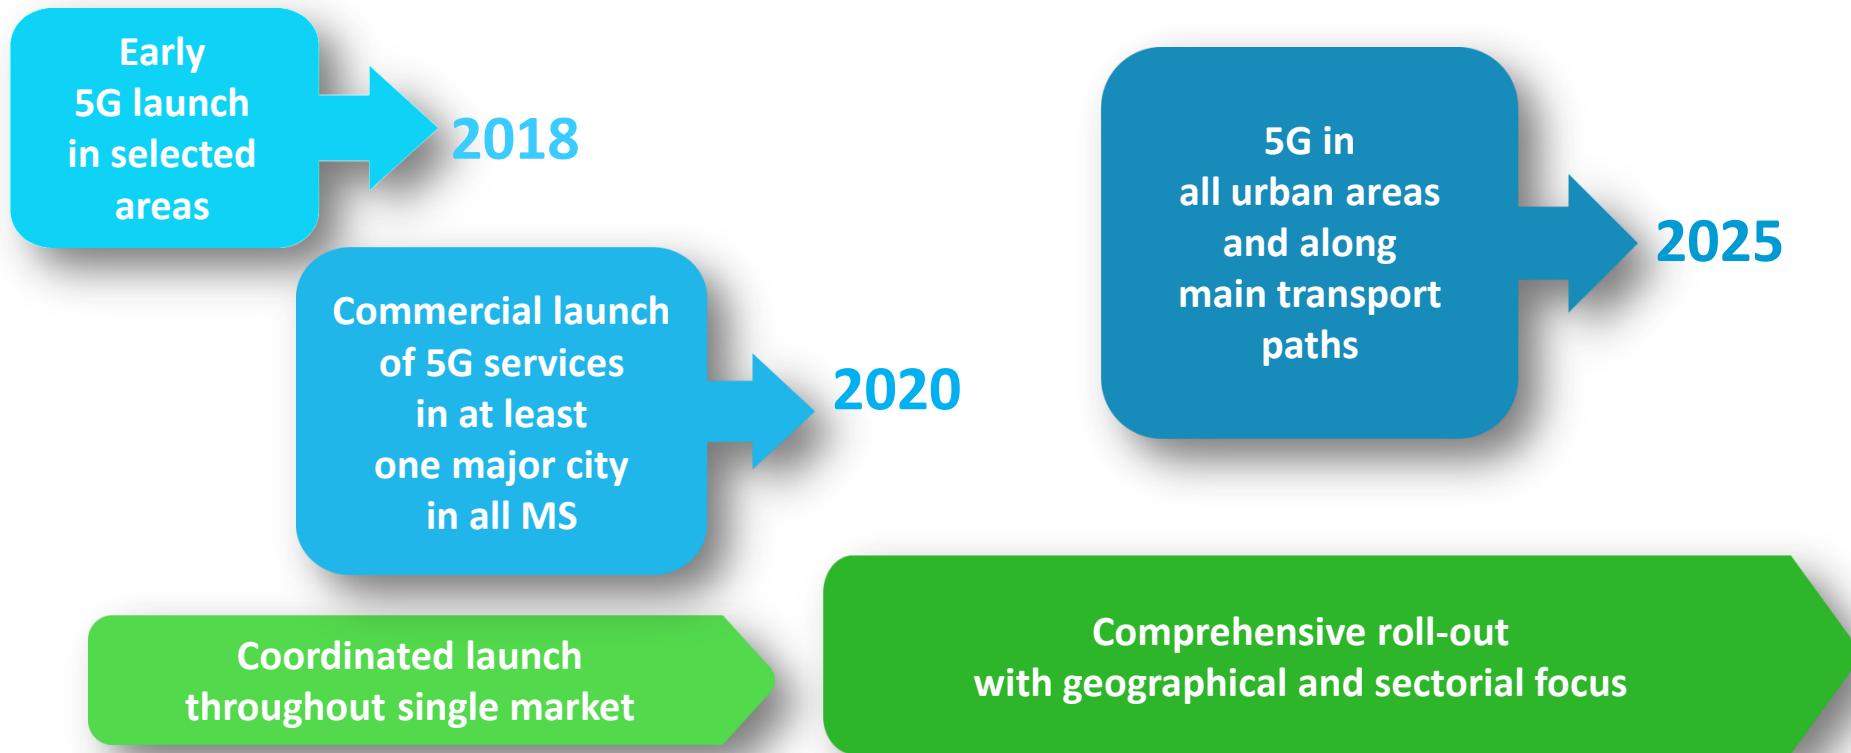 Early
5G launch
in selected
areas
2018
Commercial launch
of 5G services
in at least
one major city
in all MS
2020
5G in
all urban areas
and along
main transport
paths
2025
Coordinated launch
throughout single market
Comprehensive roll-out
with geographical and sectorial focus